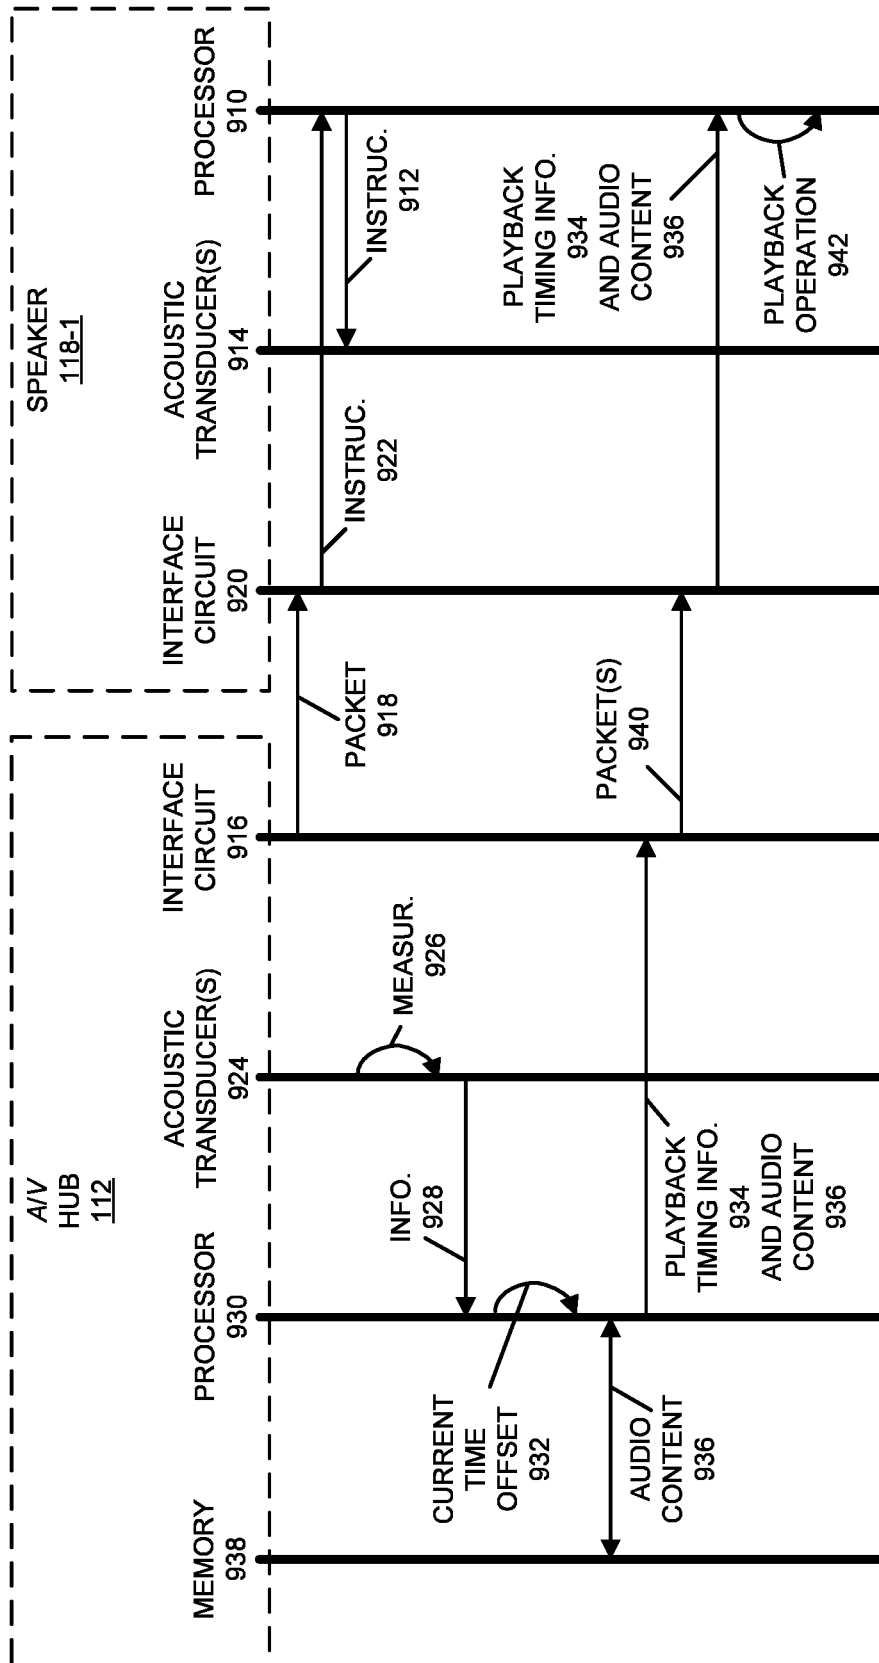 A/V
HUB
112
SPEAKER
118-1
MEMORY
938
PROCESSOR
930
ACOUSTIC
TRANSDUCER(S)
924
INTERFACE
CIRCUIT
916
INTERFACE
CIRCUIT
920
ACOUSTIC
TRANSDUCER(S)
914
PROCESSOR
910
PACKET
918
INSTRUC.
922
INSTRUC.
912
MEASUR.
926
INFO.
928
CURRENT
TIME
OFFSET
932
AUDIO
CONTENT
936
PLAYBACK
TIMING INFO.
934
AND AUDIO
CONTENT
936
PACKET(S)
940
PLAYBACK
TIMING INFO.
934
AND AUDIO
CONTENT
936
PLAYBACK
OPERATION
942